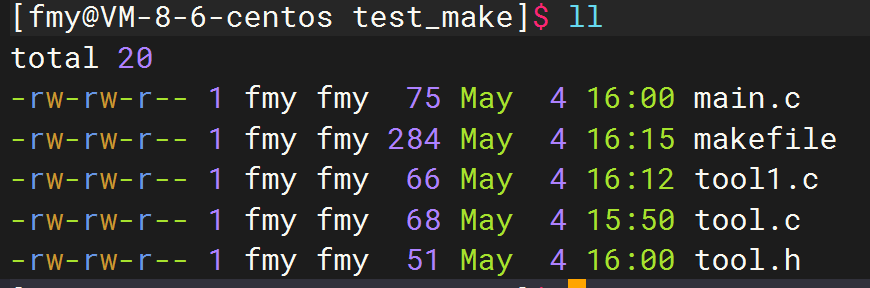 [fmy@VM-8-6-centos test_make]$ ll
total 20
-rw-rw-r-- 1 fmy fmy  75 May  4 16:00 main.c
-rw-rw-r-- 1 fmy fmy 284 May  4 16:15 makefile
-rw-rw-r-- 1 fmy fmy  66 May  4 16:12 tool1.c
-rw-rw-r-- 1 fmy fmy  68 May  4 15:50 tool.c
-rw-rw-r-- 1 fmy fmy  51 May  4 16:00 tool.h